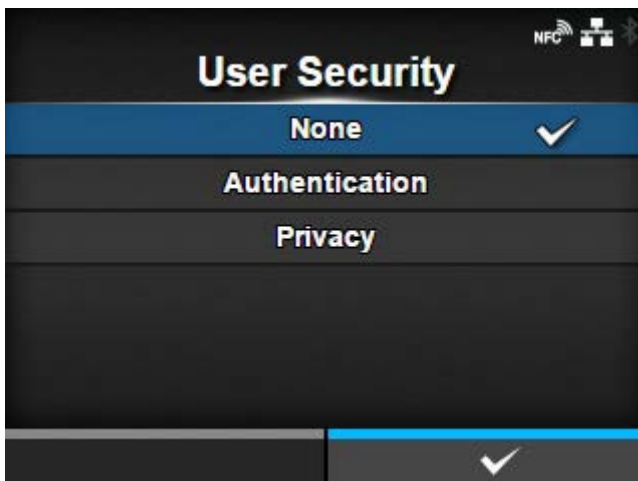 NFC
User Security
None
Authentication
Privacy